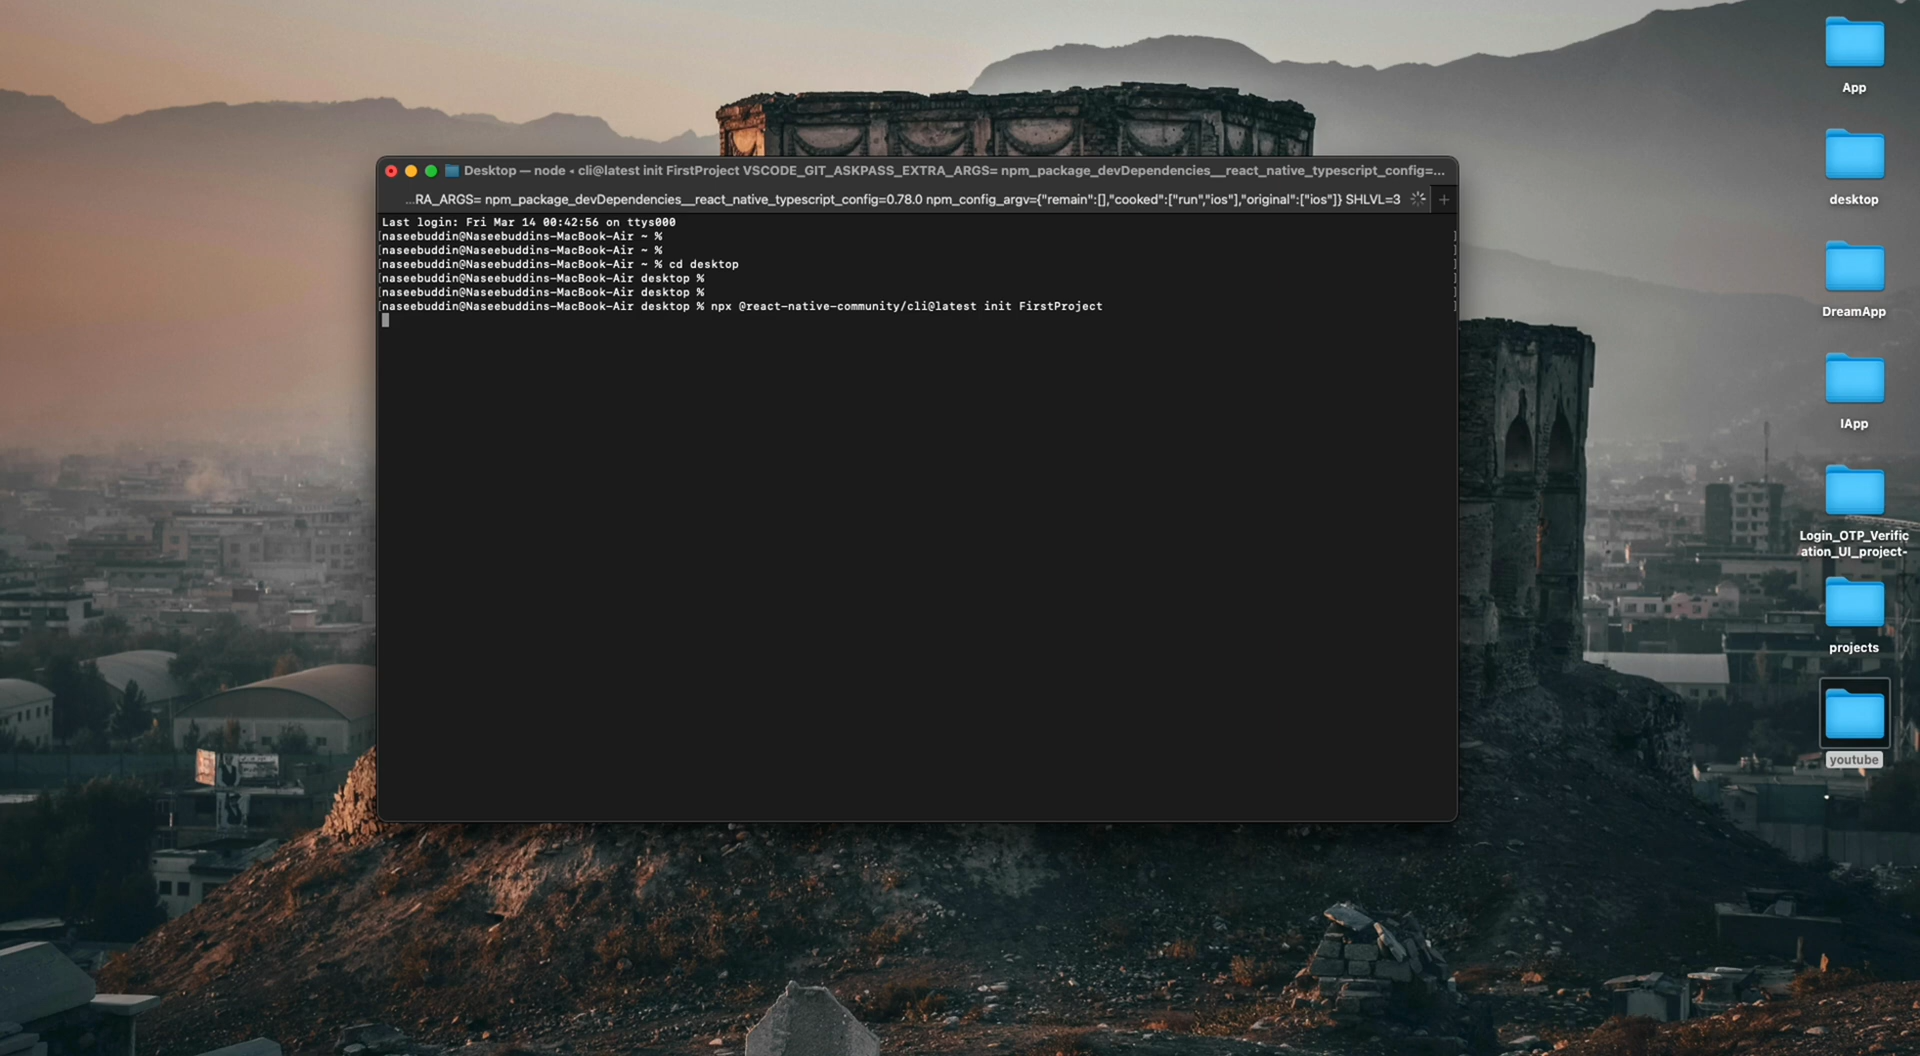 Desktop — node ◂ cli@latest init FirstProject VSCODE_GIT_ASKPASS_EXTRA_ARGS= npm_package_devDependencies__react_native_typescript_config=...
...RA_ARGS= npm_package_devDependencies__react_native_typescript_config=0.78.0 npm_config_argv={"remain":[],"cooked":["run","ios"],"original":["ios"]} SHLVL=3
Last login: Fri Mar 14 00:42:56 on ttys000
[naseebuddin@Naseebuddins-MacBook-Air ~ % ]
[naseebuddin@Naseebuddins-MacBook-Air ~ % ]
[naseebuddin@Naseebuddins-MacBook-Air ~ % cd desktop ]
[naseebuddin@Naseebuddins-MacBook-Air desktop % ]
[naseebuddin@Naseebuddins-MacBook-Air desktop % ]
[naseebuddin@Naseebuddins-MacBook-Air desktop % npx @react-native-community/cli@latest init FirstProject ]
App
desktop
DreamApp
IApp
Login_OTP_Verific
ation_UI_project-
projects
youtube